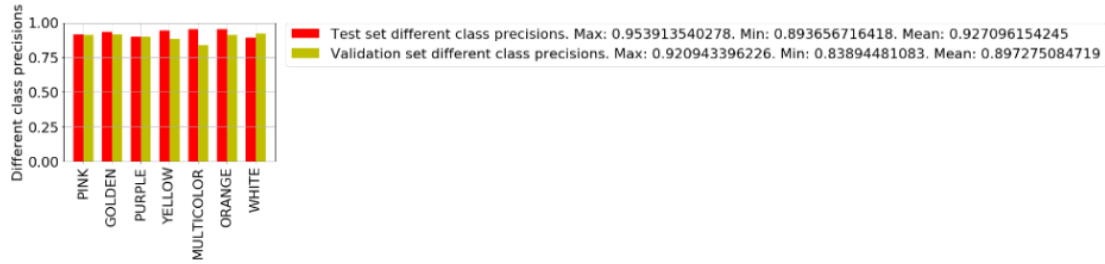 Different class precisions
1.00
0.75
0.50
0.25
0.00
PINK
GOLDEN
PURPLE
YELLOW
MULTICOLOR
ORANGE
WHITE
Test set different class precisions. Max: 0.953913540278. Min: 0.893656716418. Mean: 0.927096154245
Validation set different class precisions. Max: 0.920943396226. Min: 0.83894481083. Mean: 0.897275084719